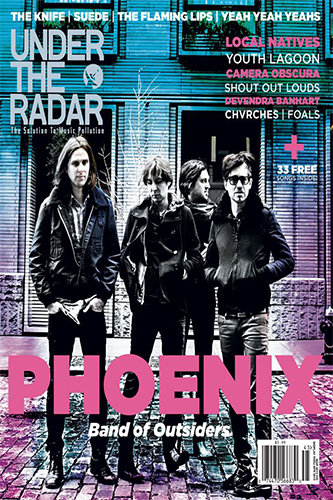 THE KNIFE | SUEDE | THE FLAMING LIPS | YEAH YEAH YEAHS
UNDER
THE
RADAR
The Solution To Music Pollution
LOCAL NATIVES
YOUTH LAGOON
CAMERA OBSCURA
SHOUT OUT LOUDS
DEVENDRA BANHART
CHVRCHES | FOALS
+
33 FREE
SONGS INSIDE!
PHOENIX
Band of Outsiders